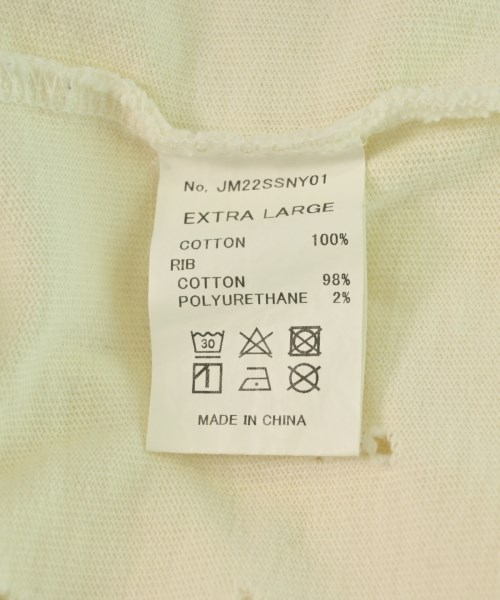 No. JM22SSNY01
EXTRA LARGE
COTTON 100%
RIB
COTTON 98%
POLYURETHANE 2%
30
MADE IN CHINA